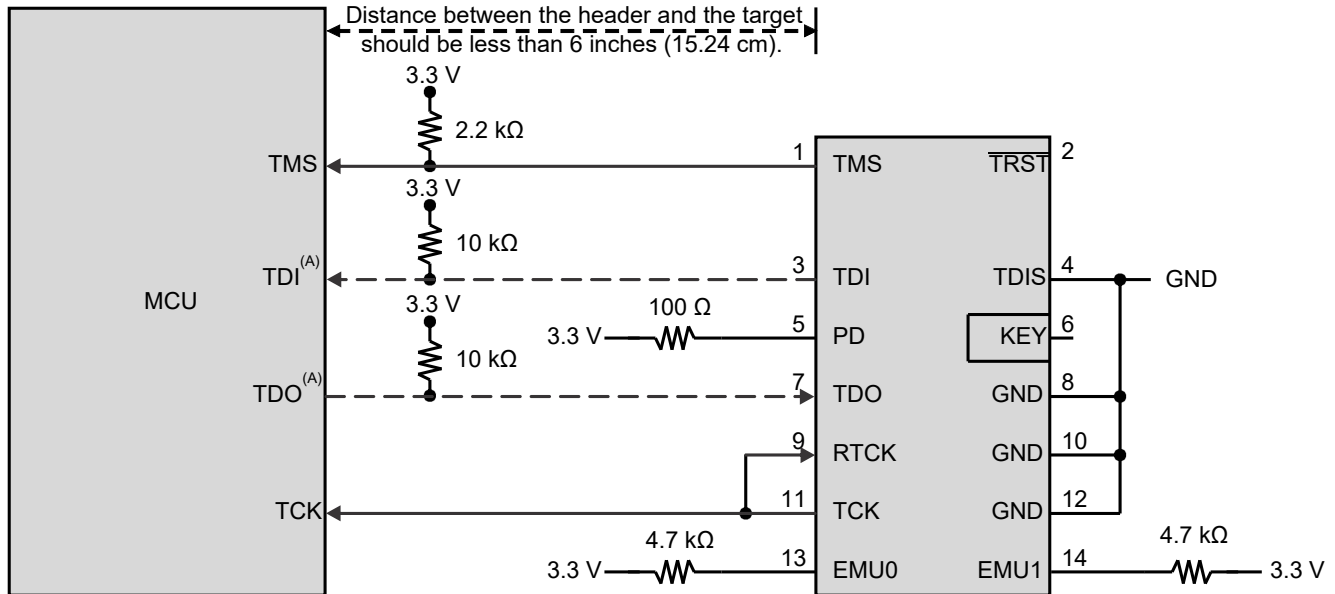 Distance between the header and the target
should be less than 6 inches (15.24 cm).
3.3 V
2.2 kΩ
TMS
1
TMS
TRST
2
3.3 V
10 kΩ
TDI(A)
3
TDI
TDIS
4
GND
MCU
3.3 V
100 Ω
3.3 V
5
PD
KEY
6
10 kΩ
TDO(A)
7
TDO
GND
8
9
RTCK
GND
10
TCK
11
TCK
GND
12
4.7 kΩ
3.3 V
13
EMU0
EMU1
14
4.7 kΩ
3.3 V